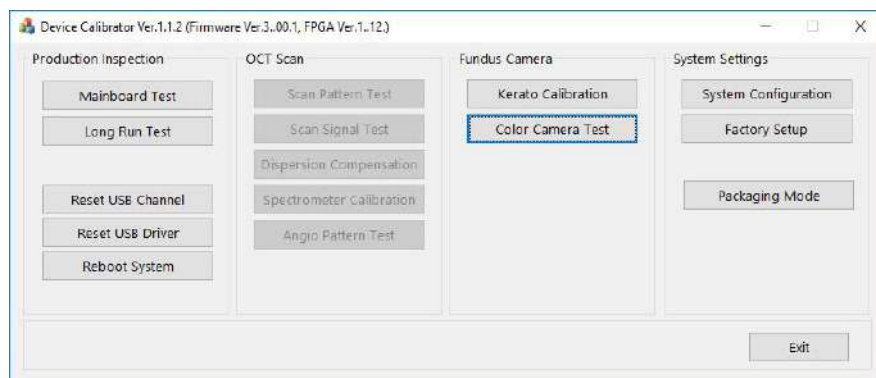 Device Calibrator Ver.1.1.2 (Firmware Ver.3..00.1, FPGA Ver.1..12.)
Production Inspection
Mainboard Test
Long Run Test
Reset USB Channel
Reset USB Driver
Reboot System
OCT Scan
Scan Pattern Test
Scan Signal Test
Dispersion Compensation
Spectrometer Calibration
Angio Pattern Test
Fundus Camera
Kerato Calibration
Color Camera Test
System Settings
System Configuration
Factory Setup
Packaging Mode
Exit